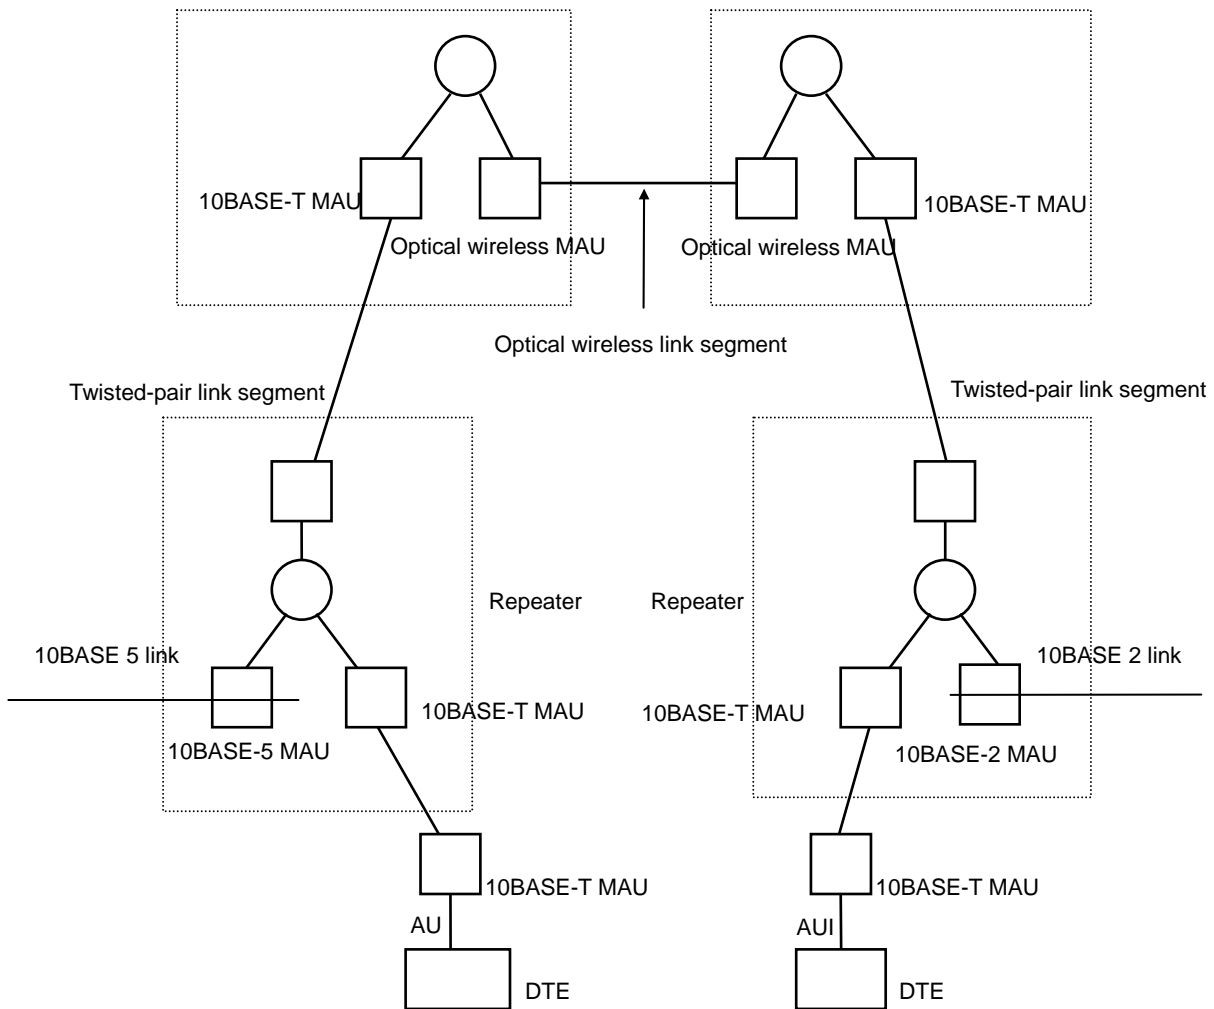 10BASE-T MAU
10BASE-T MAU
Optical wireless MAU
Optical wireless MAU
Optical wireless link segment
Twisted-pair link segment
Twisted-pair link segment
Repeater
Repeater
10BASE 5 link
10BASE 2 link
10BASE-T MAU
10BASE-T MAU
10BASE-5 MAU
10BASE-2 MAU
10BASE-T MAU
10BASE-T MAU
AU
AUI
DTE
DTE